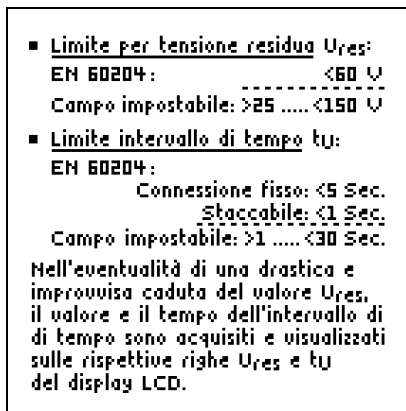 ▪ Limite per tensione residua Ures:
EN 60204: <60 V
Campo impostabile: >25 ..... <150 V
▪ Limite intervallo di tempo tU:
EN 60204:
Connessione fisso: <5 Sec.
Staccabile: <1 Sec.
Campo impostabile: >1 ..... <30 Sec.
Nell'eventualità di una drastica e
improvvisa caduta del valore Ures,
il valore e il tempo dell'intervallo di
di tempo sono acquisiti e visualizzati
sulle rispettive righe Ures e tU
del display LCD.